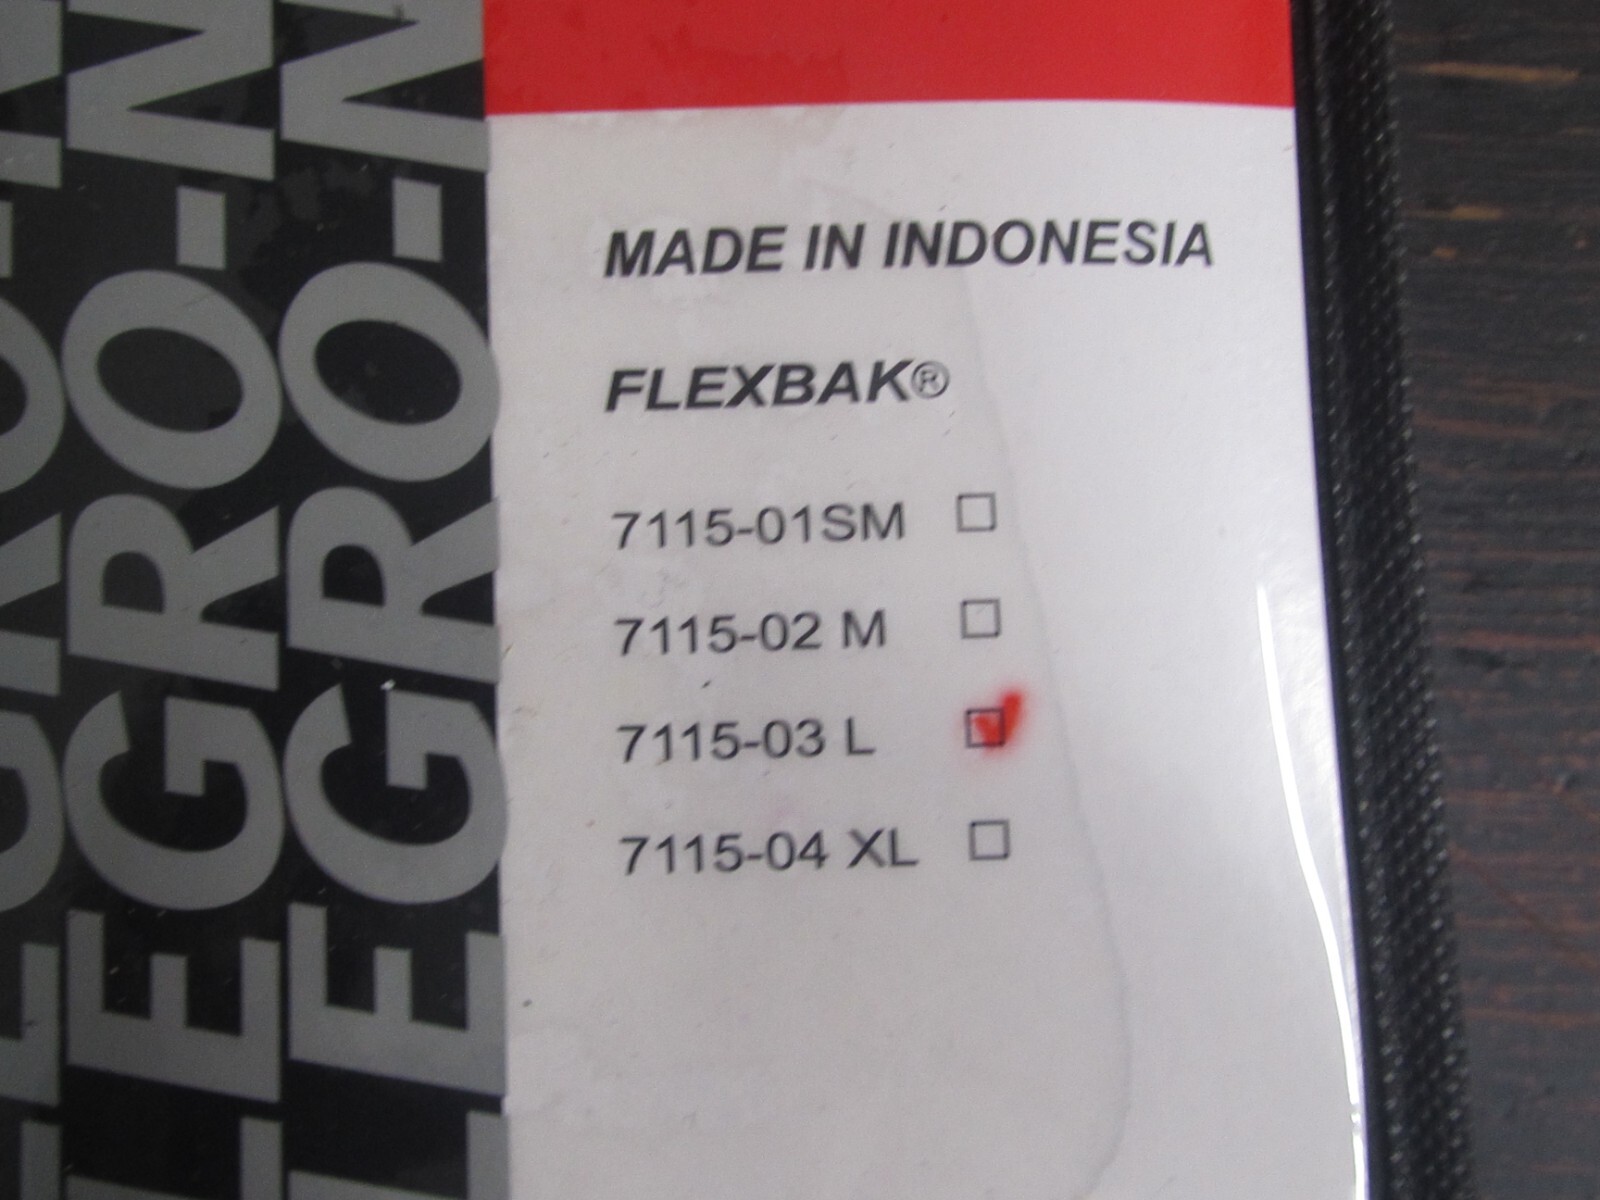 MADE IN INDONESIA
FLEXBAK®
7115-01SM
7115-02 M
7115-03 L
7115-04 XL